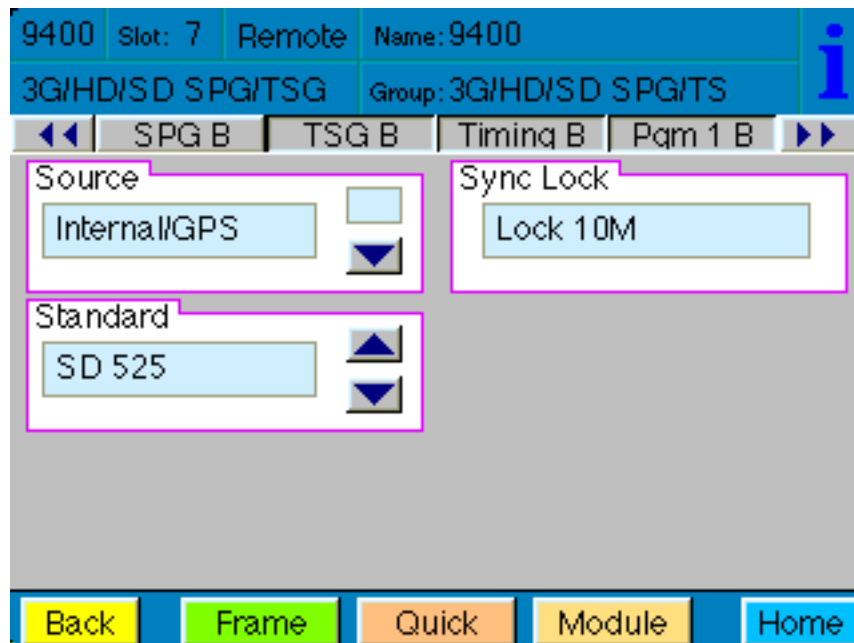 9400 Slot: 7 Remote Name: 9400
3G/HD/SD SPG/TSG Group: 3G/HD/SD SPG/TS
i
SPG B TSG B Timing B Pgm 1 B
Source Sync Lock
Internal/GPS Lock 10M
Standard
SD 525
Back Frame Quick Module Home